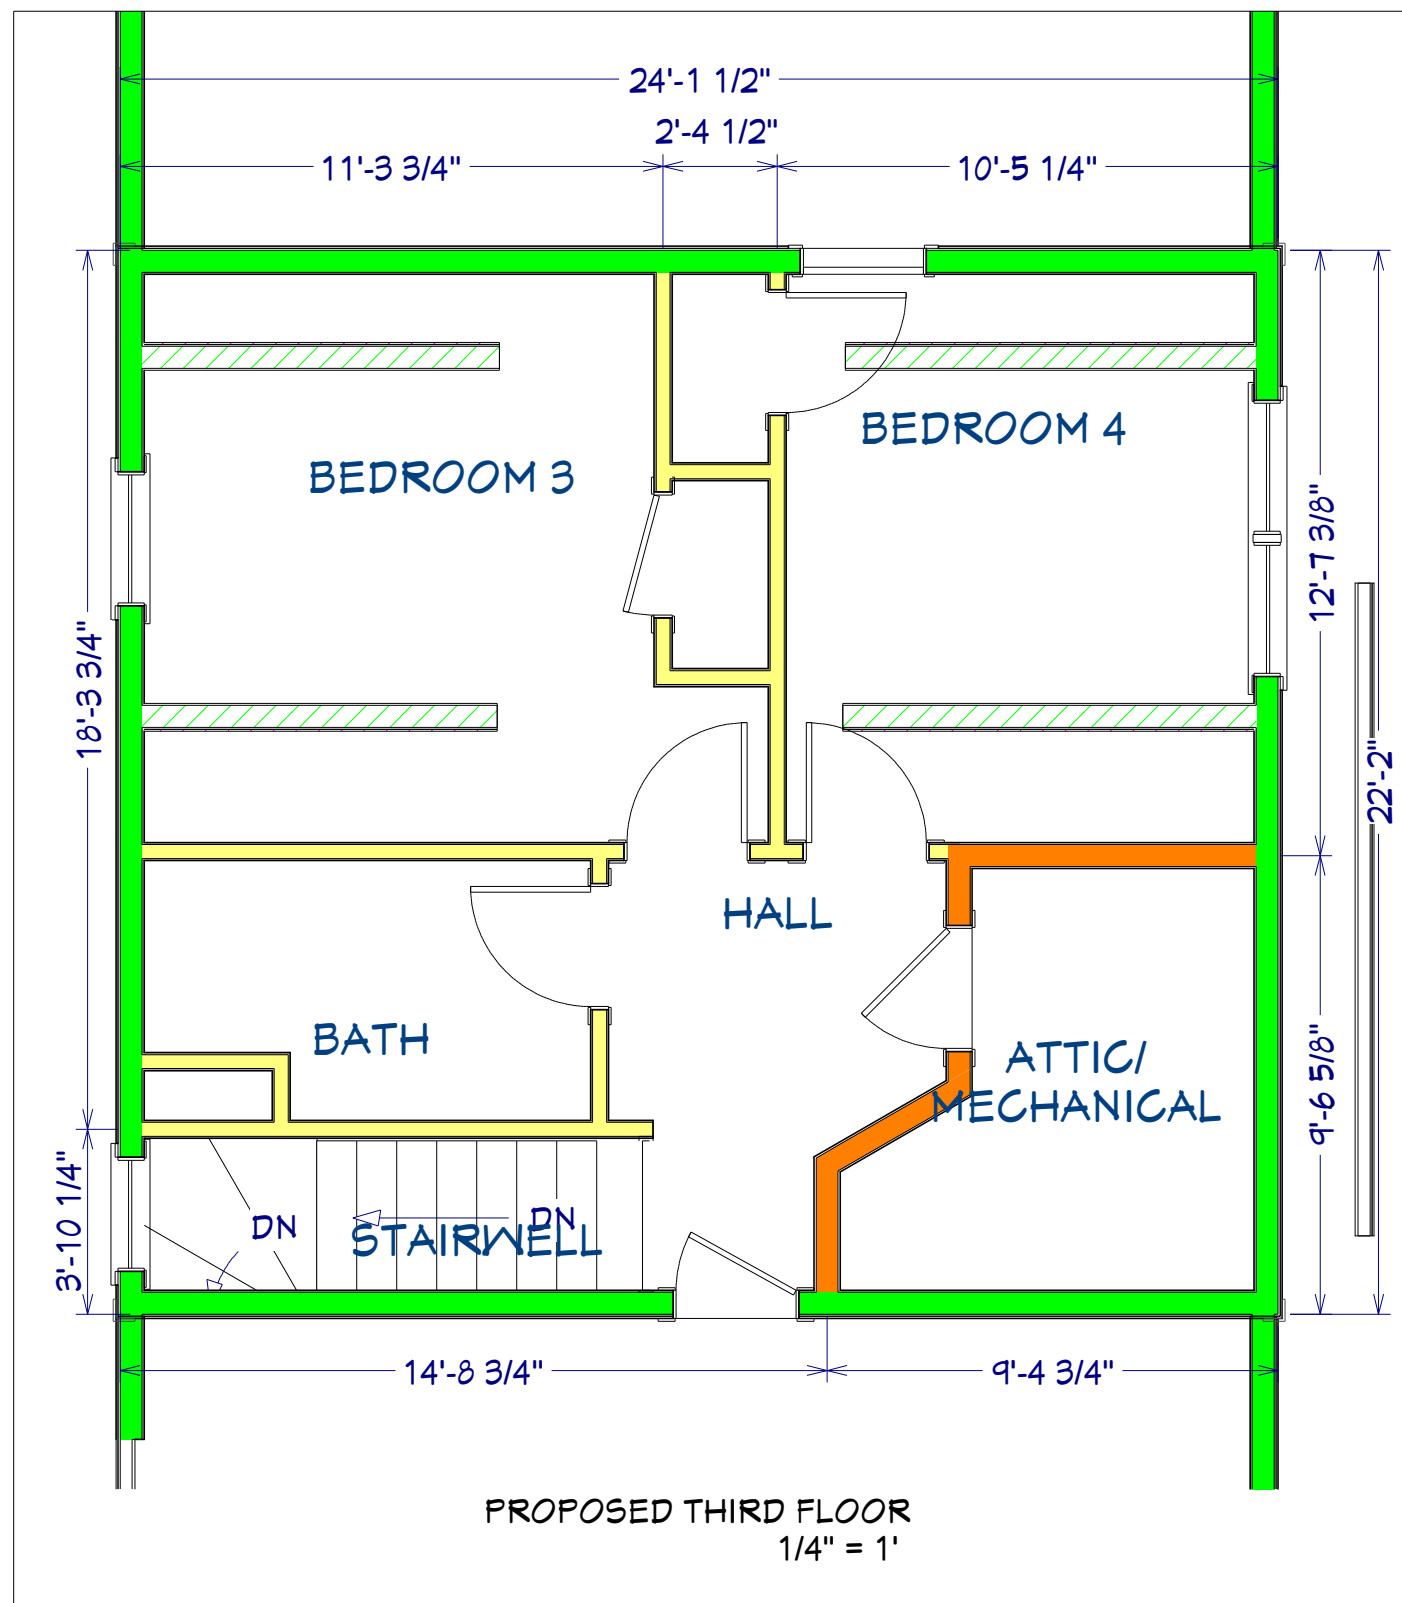 24'-1 1/2"
2'-4 1/2"
11'-3 3/4"
10'-5 1/4"
BEDROOM 4
BEDROOM 3
12'-7 3/8"
18'-3 3/4"
22'-2"
HALL
BATH
ATTIC/
MECHANICAL
9'-6 5/8"
3'-10 1/4"
DN
DN
STAIRWELL
14'-8 3/4"
9'-4 3/4"
PROPOSED THIRD FLOOR
1/4" = 1'